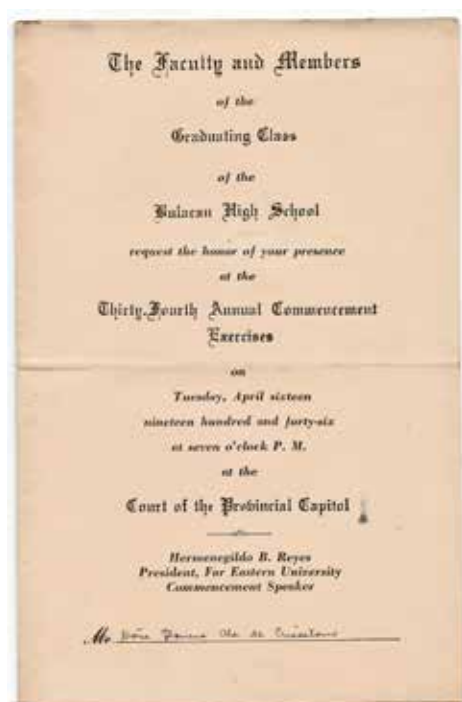 The Faculty and Members
of the
Graduating Class
of the
Bulacan High School
request the honor of your presence
at the
Thirty-Fourth Annual Commencement
Exercises
on
Tuesday, April sixteen
nineteen hundred and forty-six
at seven o'clock P. M.
at the
Court of the Provincial Capitol
Hermenegildo B. Reyes
President, Far Eastern University
Commencement Speaker
M